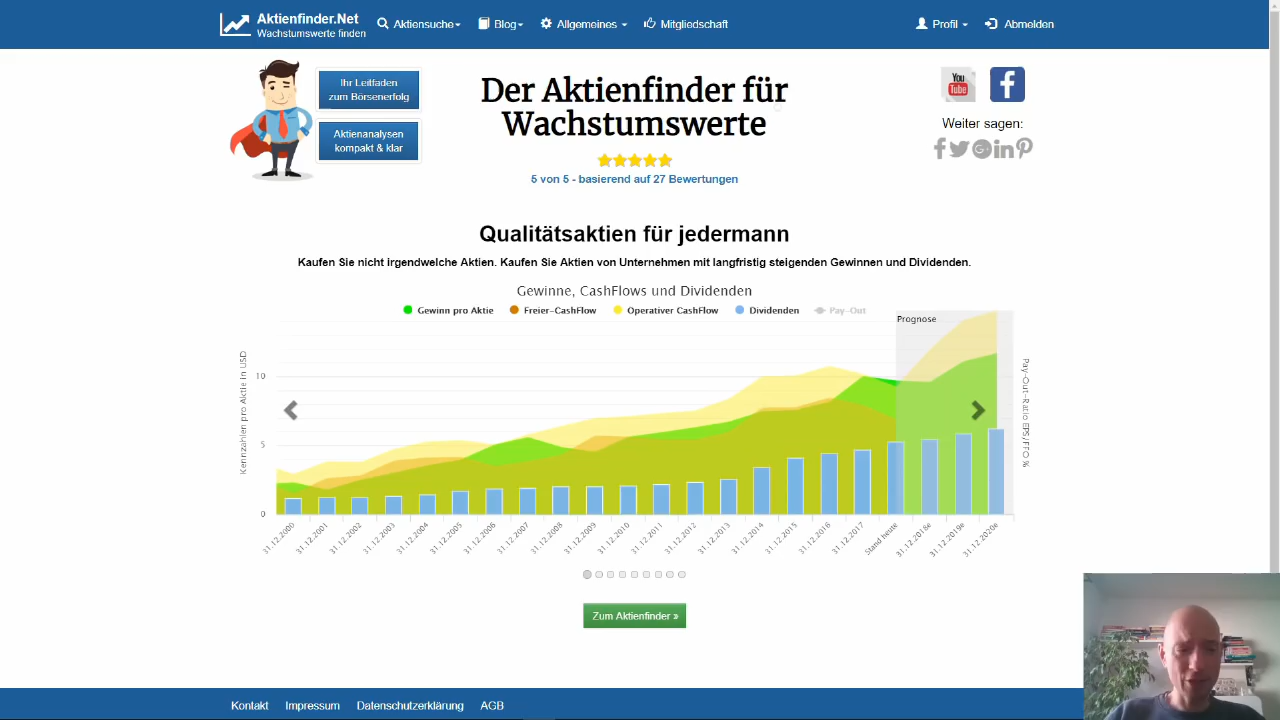 Aktienfinder.Net
Wachstumswerte finden
Aktiensuche
Blog
Allgemeines
Mitgliedschaft
Profil
Abmelden
Ihr Leitfaden
zum Börsenerfolg
Aktienanalysen
kompakt & klar
Der Aktienfinder für
Wachstumswerte
5 von 5 - basierend auf 27 Bewertungen
You
Tube
f
Weiter sagen:
Qualitätsaktien für jedermann
Kaufen Sie nicht irgendwelche Aktien. Kaufen Sie Aktien von Unternehmen mit langfristig steigenden Gewinnen und Dividenden.
Gewinne, CashFlows und Dividenden
Gewinn pro Aktie
Freier-CashFlow
Operativer CashFlow
Dividenden
Pay-Out
Prognose
Kennzahlen pro Aktie in USD
10
5
0
Pay-Out-Ratio EPS/FFO %
31.12.2000
31.12.2001
31.12.2002
31.12.2003
31.12.2004
31.12.2005
31.12.2006
31.12.2007
31.12.2008
31.12.2009
31.12.2010
31.12.2011
31.12.2012
31.12.2013
31.12.2014
31.12.2015
31.12.2016
31.12.2017
Stand heute
31.12.2018e
31.12.2019e
31.12.2020e
Zum Aktienfinder »
Kontakt
Impressum
Datenschutzerklärung
AGB